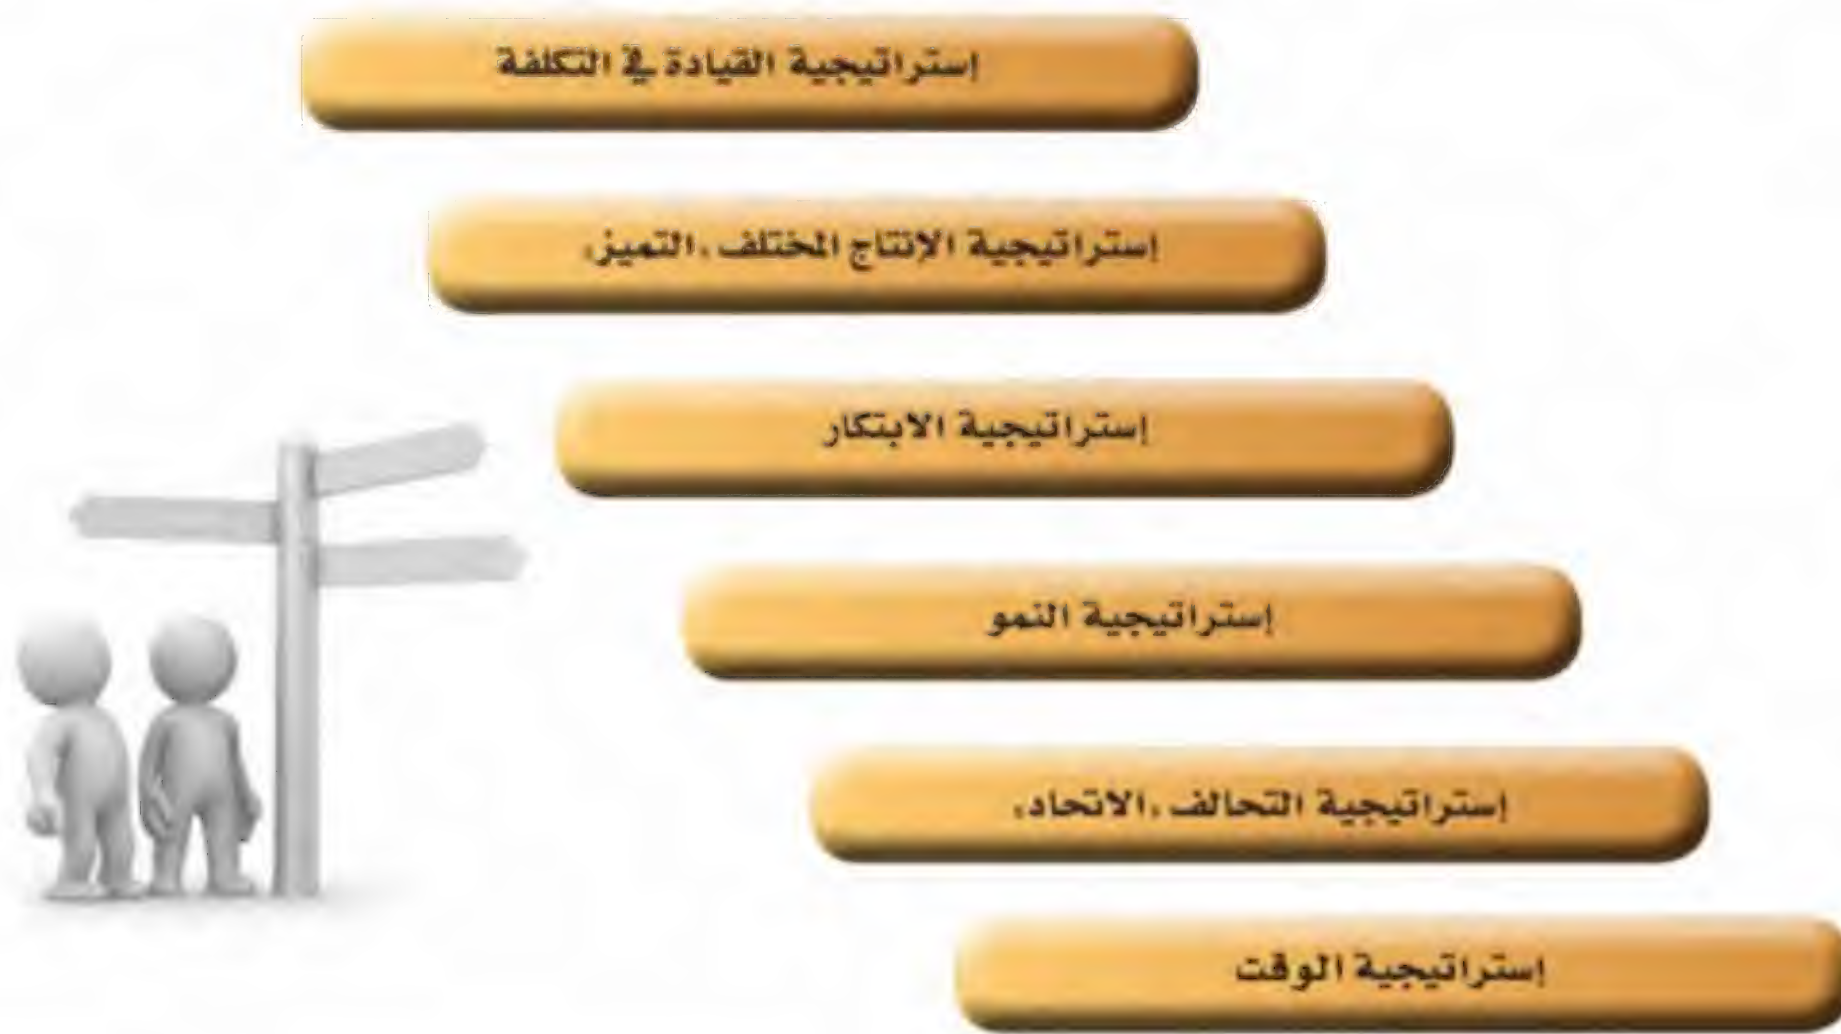 إستراتيجية القيادة في التكلفة
إستراتيجية الإنتاج المختلف «التميز»
إستراتيجية الابتكار
إستراتيجية النمو
إستراتيجية التحالف «الاتحاد»
إستراتيجية الوقت